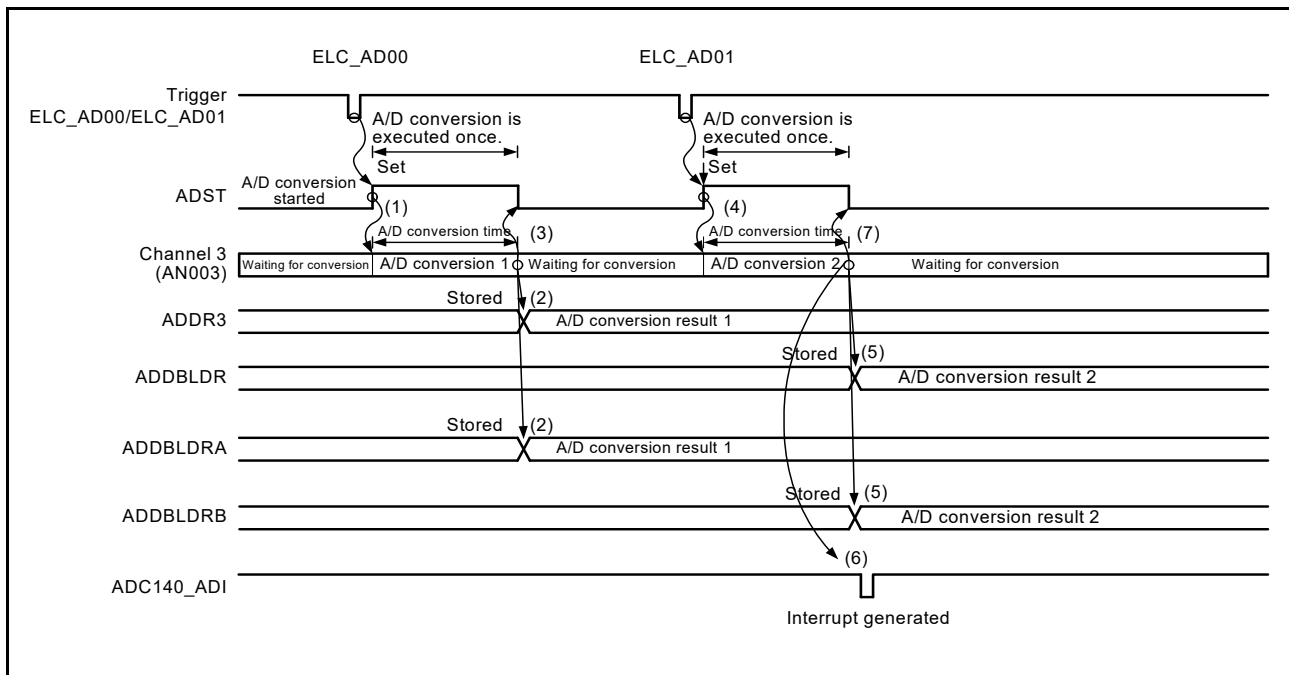 ELC_AD00 ELC_AD01
Trigger
ELC_AD00/ELC_AD01
A/D conversion is
executed once.
A/D conversion is
executed once.
Set
Set
ADST
A/D conversion
started
(1)
(4)
A/D conversion time
(3)
A/D conversion time
(7)
Channel 3
(AN003)
Waiting for conversion
A/D conversion 1
Waiting for conversion
A/D conversion 2
Waiting for conversion
Stored
(2)
ADDR3
A/D conversion result 1
Stored
(5)
ADDBLDR
A/D conversion result 2
Stored
(2)
ADDBLDRA
A/D conversion result 1
Stored
(5)
ADDBLDRB
A/D conversion result 2
(6)
ADC140_ADI
Interrupt generated